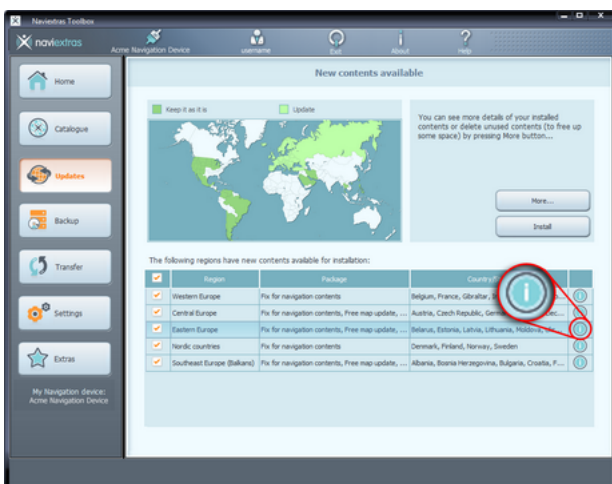 Naviextras Toolbox
naviextras
Acme Navigation Device
username
Exit
About
Help
Home
Catalogue
Updates
Backup
Transfer
Settings
Extras
My Navigation device:
Acme Navigation Device
New contents available
Keep it as it is
Update
You can see more details of your installed
contents or delete unused contents (to free up
some space) by pressing More button...
More...
Install
The following regions have new contents available for installation:
Region Package
Western Europe Fix for navigation contents Belgium, France, Gibraltar,
Central Europe Fix for navigation contents, Free map update, ... Austria, Czech Republic,
Eastern Europe Fix for navigation contents, Free map update, ... Belarus, Estonia, Latvia, Lithuania, Moldova,
Nordic countries Fix for navigation contents Denmark, Finland, Norway, Sweden
Southeast Europe (Balkans) Fix for navigation contents, Free map update, ... Albania, Bosnia Herzegovina, Bulgaria, Croatia, F...